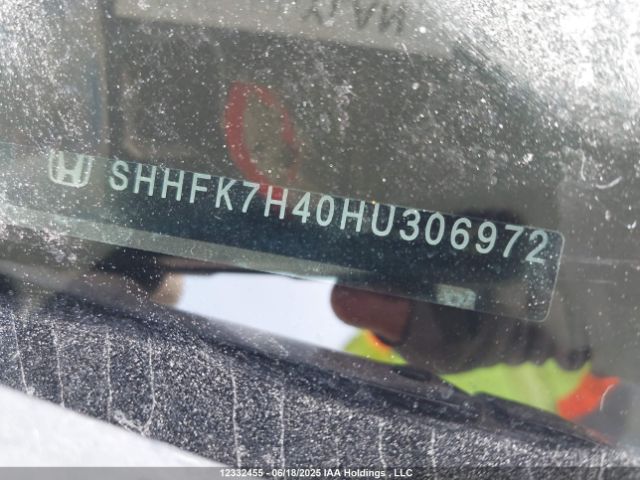 SHHFK7H40HU306972
12332455 - 06/18/2025 IAA Holdings , LLC